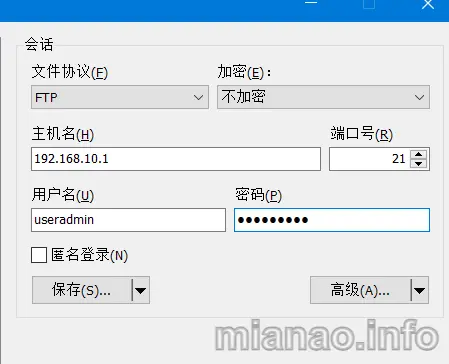 会话
文件协议(F) 加密(E)：
FTP 不加密
主机名(H) 端口号(R)
192.168.10.1 21
用户名(U) 密码(P)
useradmin ●●●●●●●●●
匿名登录(N)
保存(S)... 高级(A)...
mianao.info